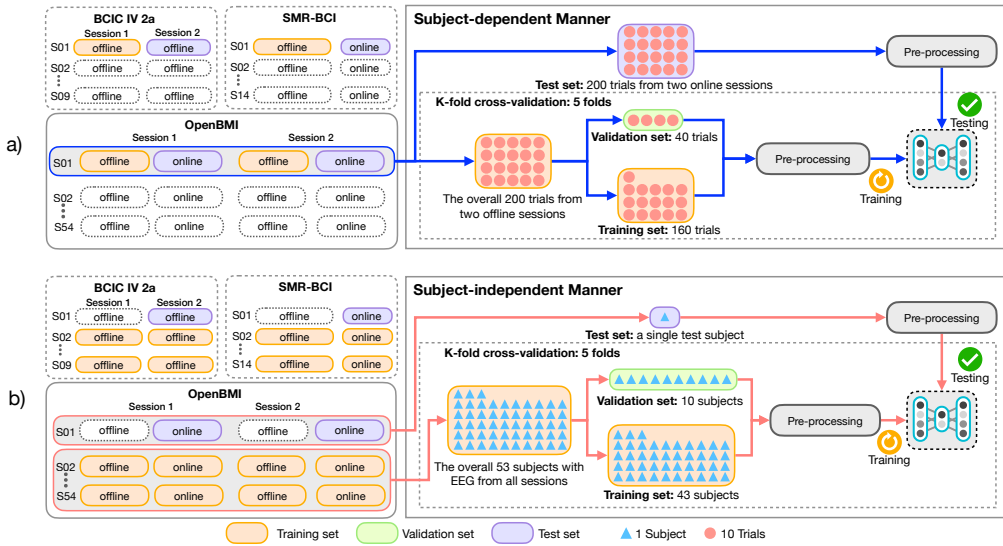 a)
BCIC IV 2a
Session 1 Session 2
S01 offline offline
S02 offline offline
S09 offline offline
SMR-BCI
S01 offline online
S02 offline online
S14 offline online
OpenBMI
Session 1 Session 2
S01 offline online offline online
S02 offline online offline online
S54 offline online offline online
Subject-dependent Manner
Test set: 200 trials from two online sessions
Pre-processing
K-fold cross-validation: 5 folds
The overall 200 trials from
two offline sessions
Validation set: 40 trials
Training set: 160 trials
Pre-processing
Testing
Training
b)
BCIC IV 2a
Session 1 Session 2
S01 offline offline
S02 offline offline
S09 offline offline
SMR-BCI
S01 offline online
S02 offline online
S14 offline online
OpenBMI
Session 1 Session 2
S01 offline online offline online
S02 offline online offline online
S54 offline online offline online
Subject-independent Manner
Test set: a single test subject
Pre-processing
K-fold cross-validation: 5 folds
The overall 53 subjects with
EEG from all sessions
Validation set: 10 subjects
Training set: 43 subjects
Pre-processing
Testing
Training
Training set Validation set Test set 1 Subject 10 Trials